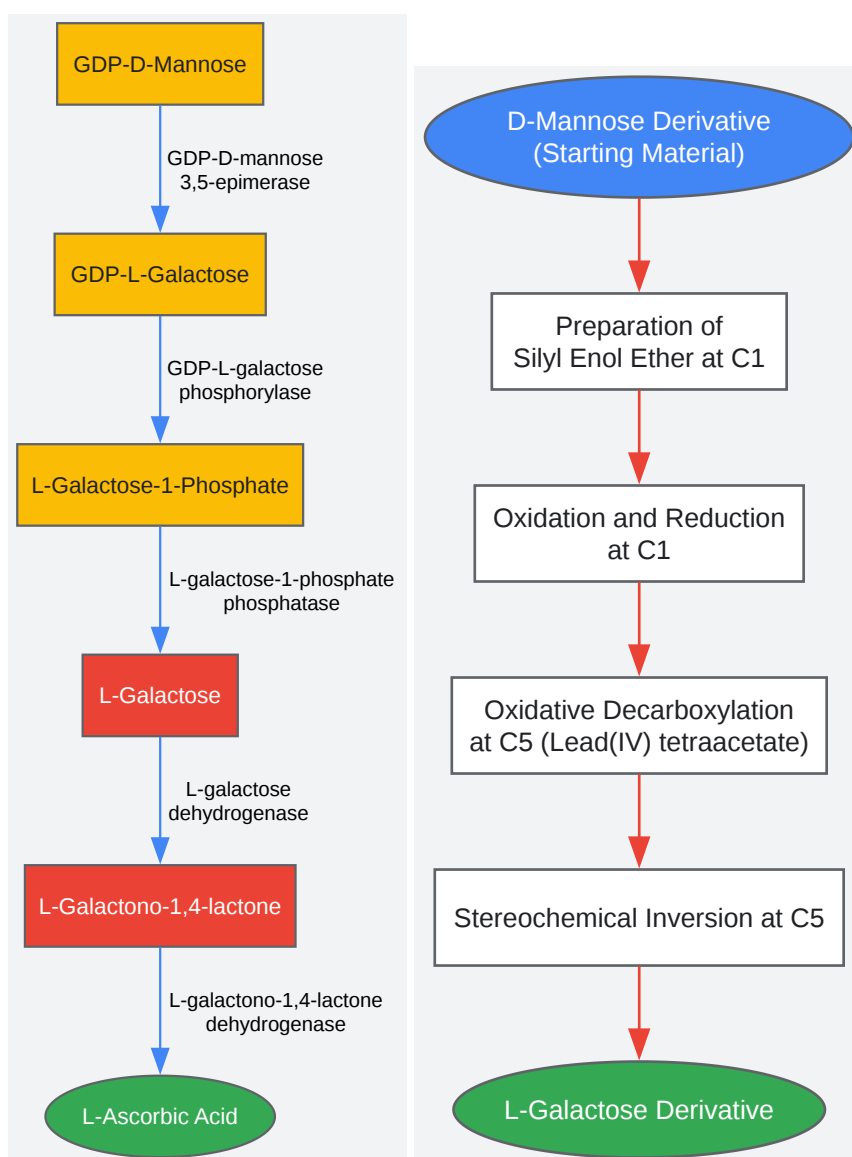 GDP-D-Mannose
GDP-D-mannose
3,5-epimerase
GDP-L-Galactose
GDP-L-galactose
phosphorylase
L-Galactose-1-Phosphate
L-galactose-1-phosphate
phosphatase
L-Galactose
L-galactose
dehydrogenase
L-Galactono-1,4-lactone
L-galactono-1,4-lactone
dehydrogenase
L-Ascorbic Acid
D-Mannose Derivative
(Starting Material)
Preparation of
Silyl Enol Ether at C1
Oxidation and Reduction
at C1
Oxidative Decarboxylation
at C5 (Lead(IV) tetraacetate)
Stereochemical Inversion at C5
L-Galactose Derivative